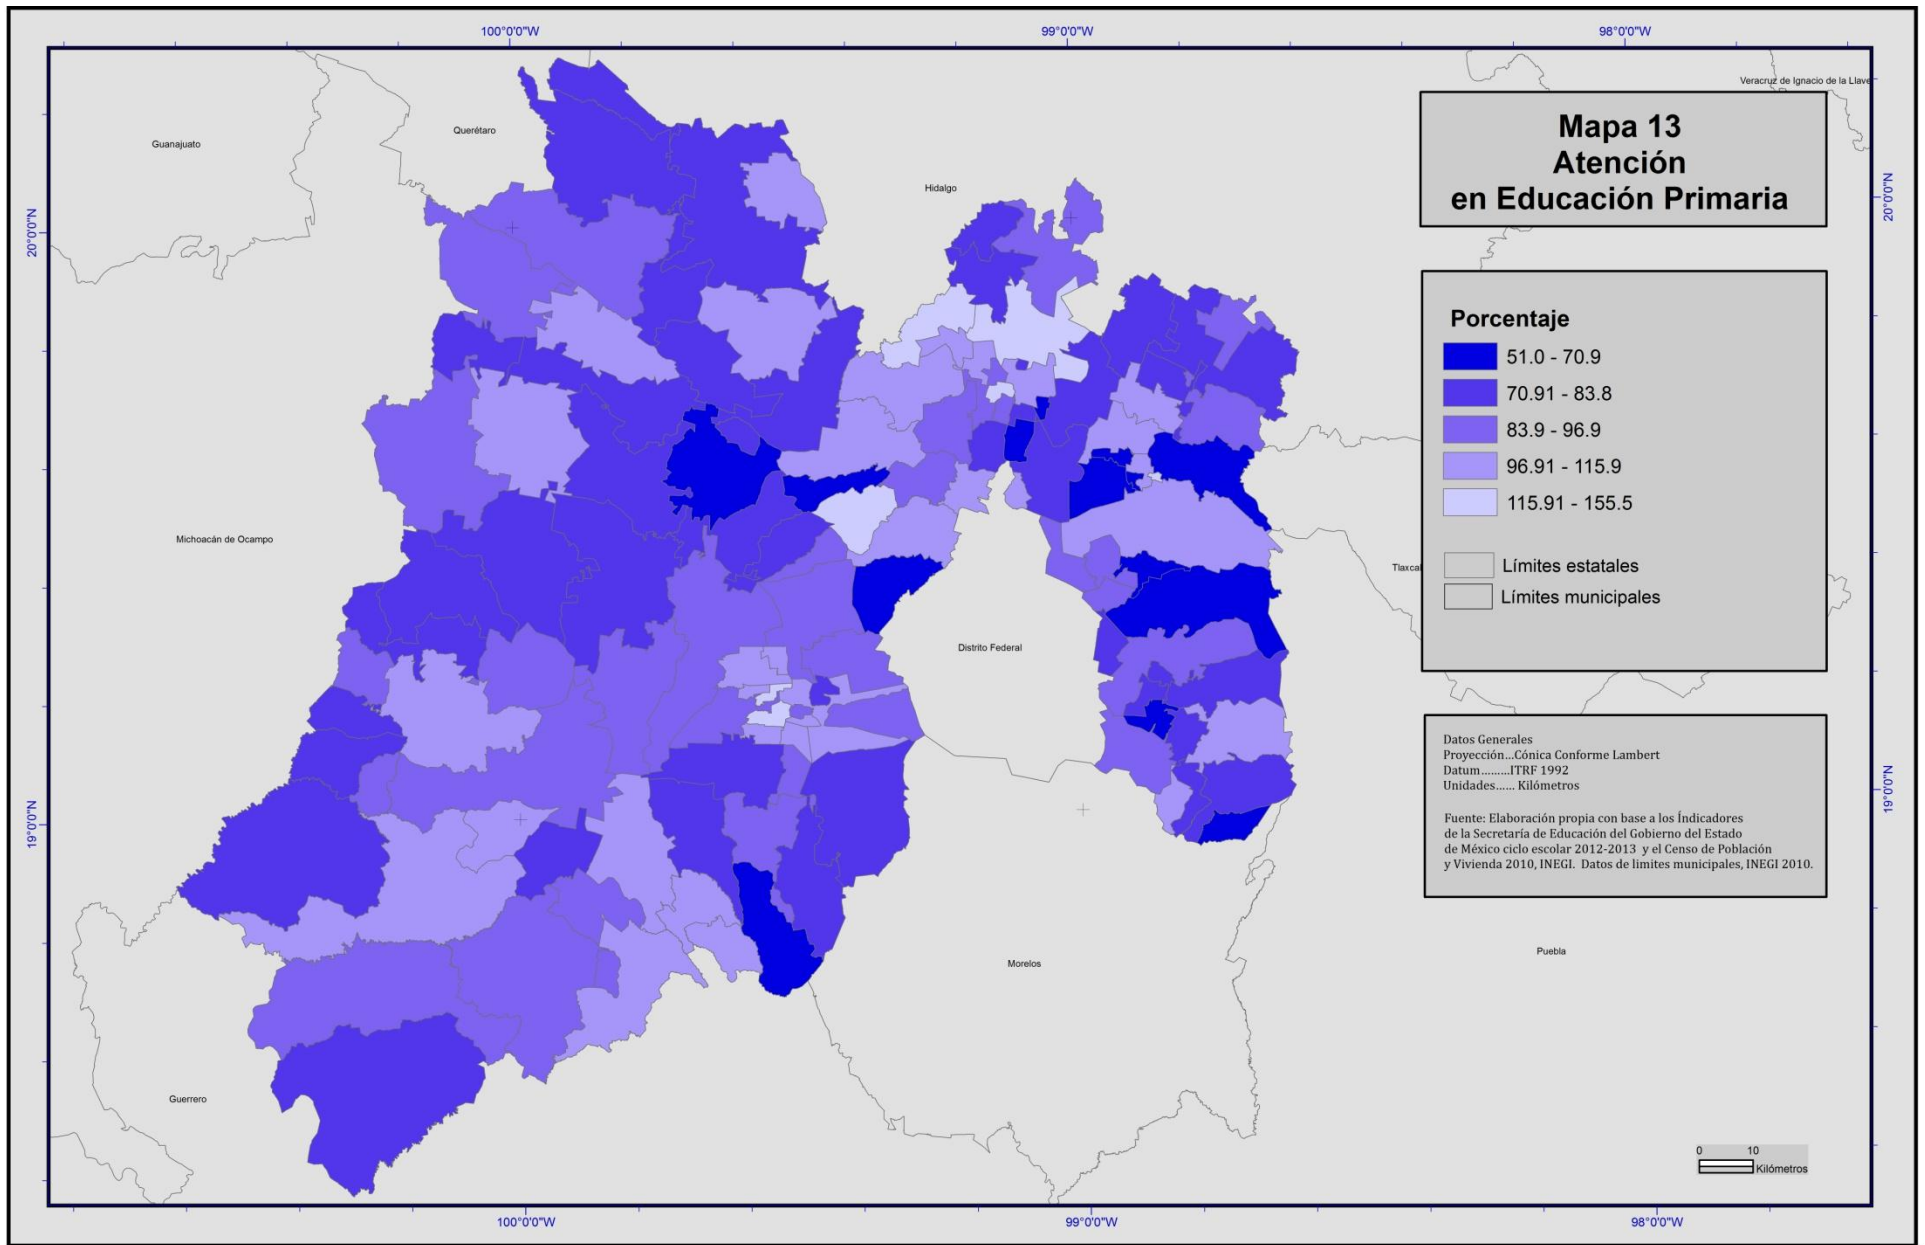 100°0'0"W
99°0'0"W
98°0'0"W
Veracruz de Ignacio de la Llave
Mapa 13
Atención
en Educación Primaria
Guanajuato
Querétaro
Hidalgo
20°0'0"N
20°0'0"N
Porcentaje
51.0 - 70.9
70.91 - 83.8
83.9 - 96.9
96.91 - 115.9
115.91 - 155.5
Límites estatales
Límites municipales
Michoacán de Ocampo
Tlaxcal
Distrito Federal
Datos Generales
Proyección...Cónica Conforme Lambert
Datum.........ITRF 1992
Unidades...... Kilómetros
Fuente: Elaboración propia con base a los Índicadores
de la Secretaría de Educación del Gobierno del Estado
de México ciclo escolar 2012-2013 y el Censo de Población
y Vivienda 2010, INEGI. Datos de limites municipales, INEGI 2010.
19°0'0"N
19°0'0"N
Morelos
Puebla
Guerrero
0 10
Kilómetros
100°0'0"W
99°0'0"W
98°0'0"W